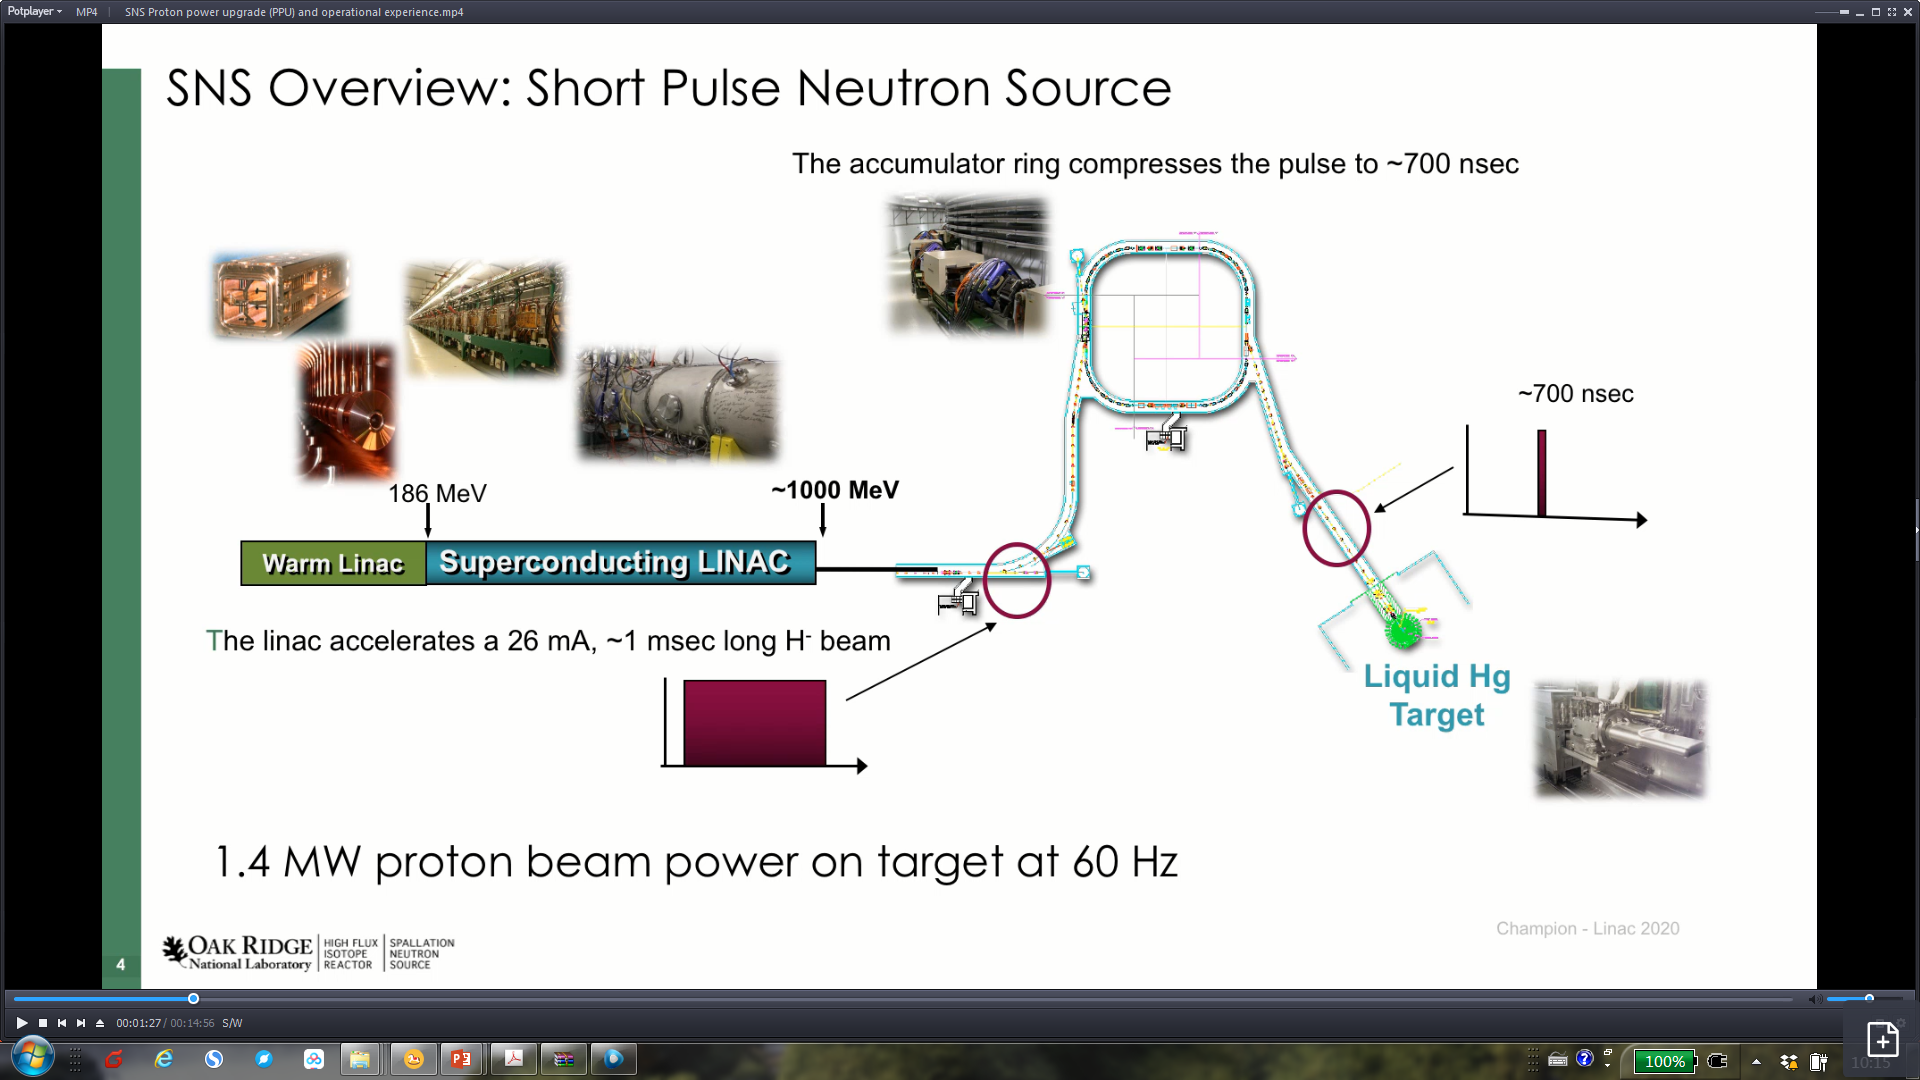 Potplayer
MP4
SNS Proton power upgrade (PPU) and operational experience.mp4
SNS Overview: Short Pulse Neutron Source
The accumulator ring compresses the pulse to ~700 nsec
~700 nsec
186 MeV
~1000 MeV
Warm Linac
Superconducting LINAC
The linac accelerates a 26 mA, ~1 msec long H- beam
Liquid Hg
Target
1.4 MW proton beam power on target at 60 Hz
Champion - Linac 2020
OAK RIDGE
National Laboratory
HIGH FLUX
ISOTOPE
REACTOR
SPALLATION
NEUTRON
SOURCE
4
00:01:27 / 00:14:56 S/W
100%
10:15